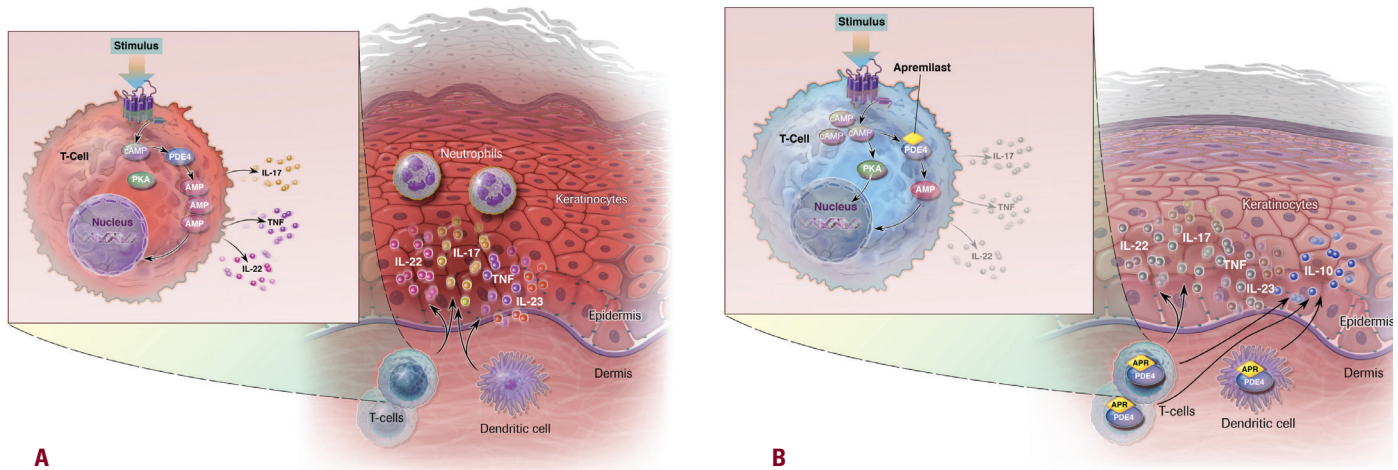 Stimulus
T-Cell
cAMP
PDE4
PKA
AMP
AMP
AMP
Nucleus
IL-17
TNF
IL-22
Neutrophils
Keratinocytes
IL-22
IL-17
TNF
IL-23
Epidermis
Dermis
T-cells
Dendritic cell
A
Stimulus
Apremilast
cAMP
T-Cell
cAMP
cAMP
PDE4
PKA
AMP
Nucleus
IL-17
TNF
IL-22
Keratinocytes
IL-22
IL-17
TNF
IL-10
IL-23
Epidermis
Dermis
APR
PDE4
APR
PDE4
APR
PDE4
T-cells
Dendritic cell
B